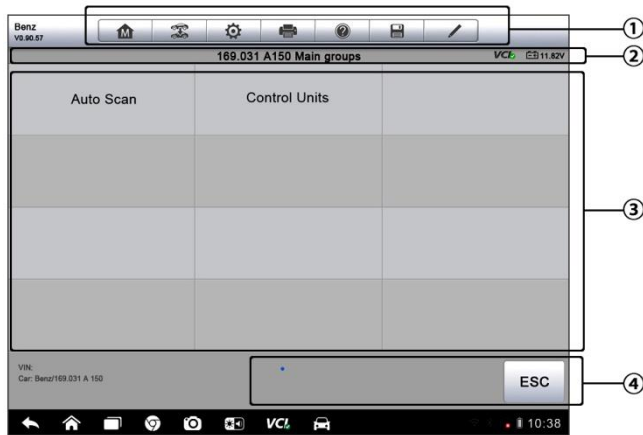 Benz
V0.90.57
M
①
169.031 A150 Main groups
VCI
11.82V
②
Auto Scan
Control Units
③
VIN:
Car: Benz/169.031 A 150
ESC
④
VCI
10:38